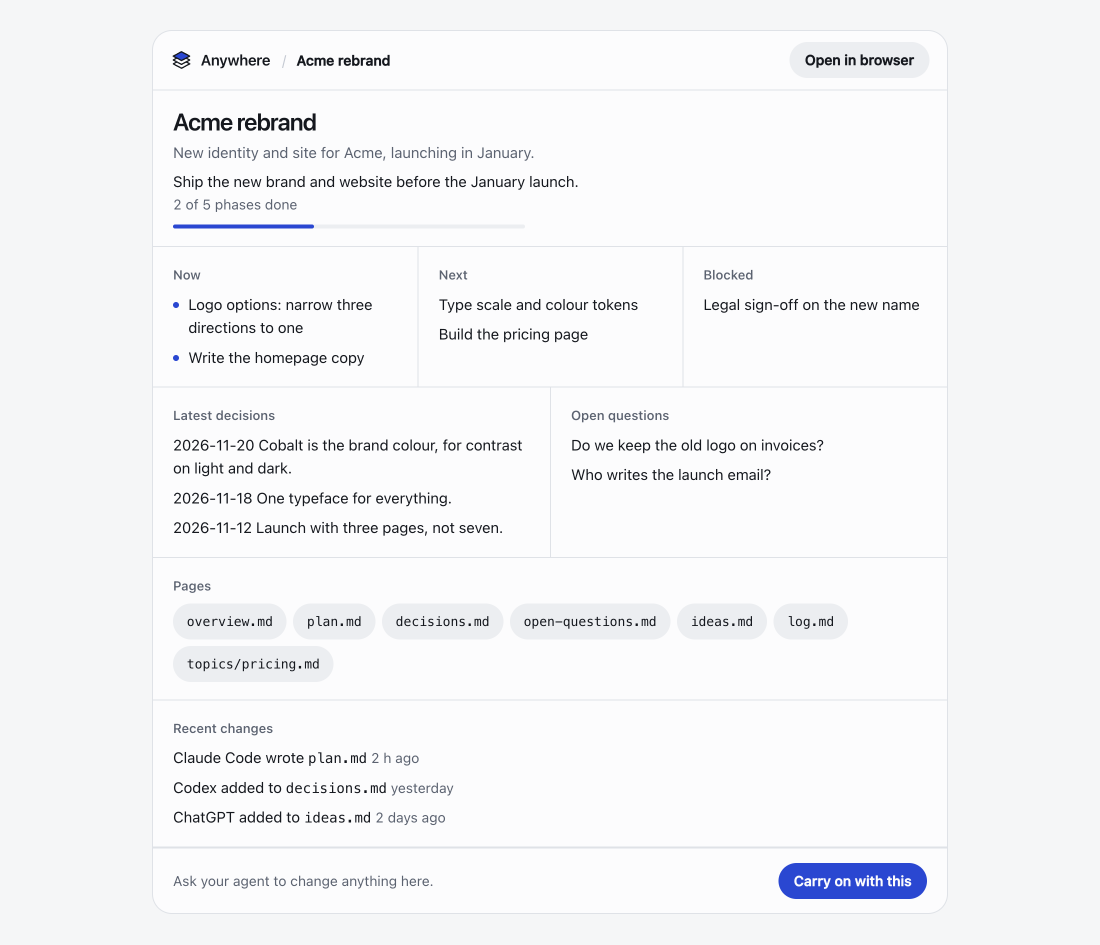 Anywhere / Acme rebrand
Open in browser
Acme rebrand
New identity and site for Acme, launching in January.
Ship the new brand and website before the January launch.
2 of 5 phases done
Now
Logo options: narrow three
directions to one
Write the homepage copy
Next
Type scale and colour tokens
Build the pricing page
Blocked
Legal sign-off on the new name
Latest decisions
2026-11-20 Cobalt is the brand colour, for contrast
on light and dark.
2026-11-18 One typeface for everything.
2026-11-12 Launch with three pages, not seven.
Open questions
Do we keep the old logo on invoices?
Who writes the launch email?
Pages
overview.md plan.md decisions.md open-questions.md ideas.md log.md
topics/pricing.md
Recent changes
Claude Code wrote plan.md 2 h ago
Codex added to decisions.md yesterday
ChatGPT added to ideas.md 2 days ago
Ask your agent to change anything here.
Carry on with this